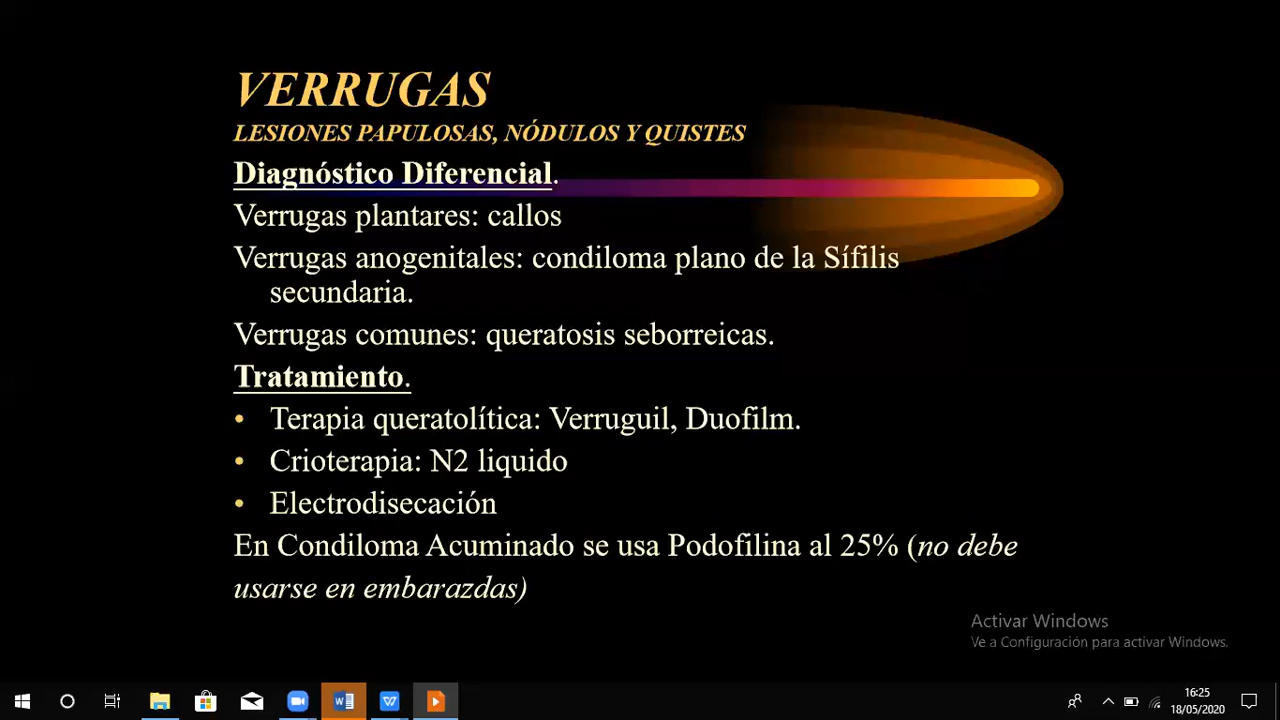 VERRUGAS
LESIONES PAPULOSAS, NÓDULOS Y QUISTES
Diagnóstico Diferencial.
Verrugas plantares: callos
Verrugas anogenitales: condiloma plano de la Sífilis
secundaria.
Verrugas comunes: queratosis seborreicas.
Tratamiento.
• Terapia queratolítica: Verruguil, Duofilm.
• Crioterapia: N2 liquido
• Electrodisecación
En Condiloma Acuminado se usa Podofilina al 25% (no debe
usarse en embarazdas)
Activar Windows
Ve a Configuración para activar Windows.
16:25
18/05/2020